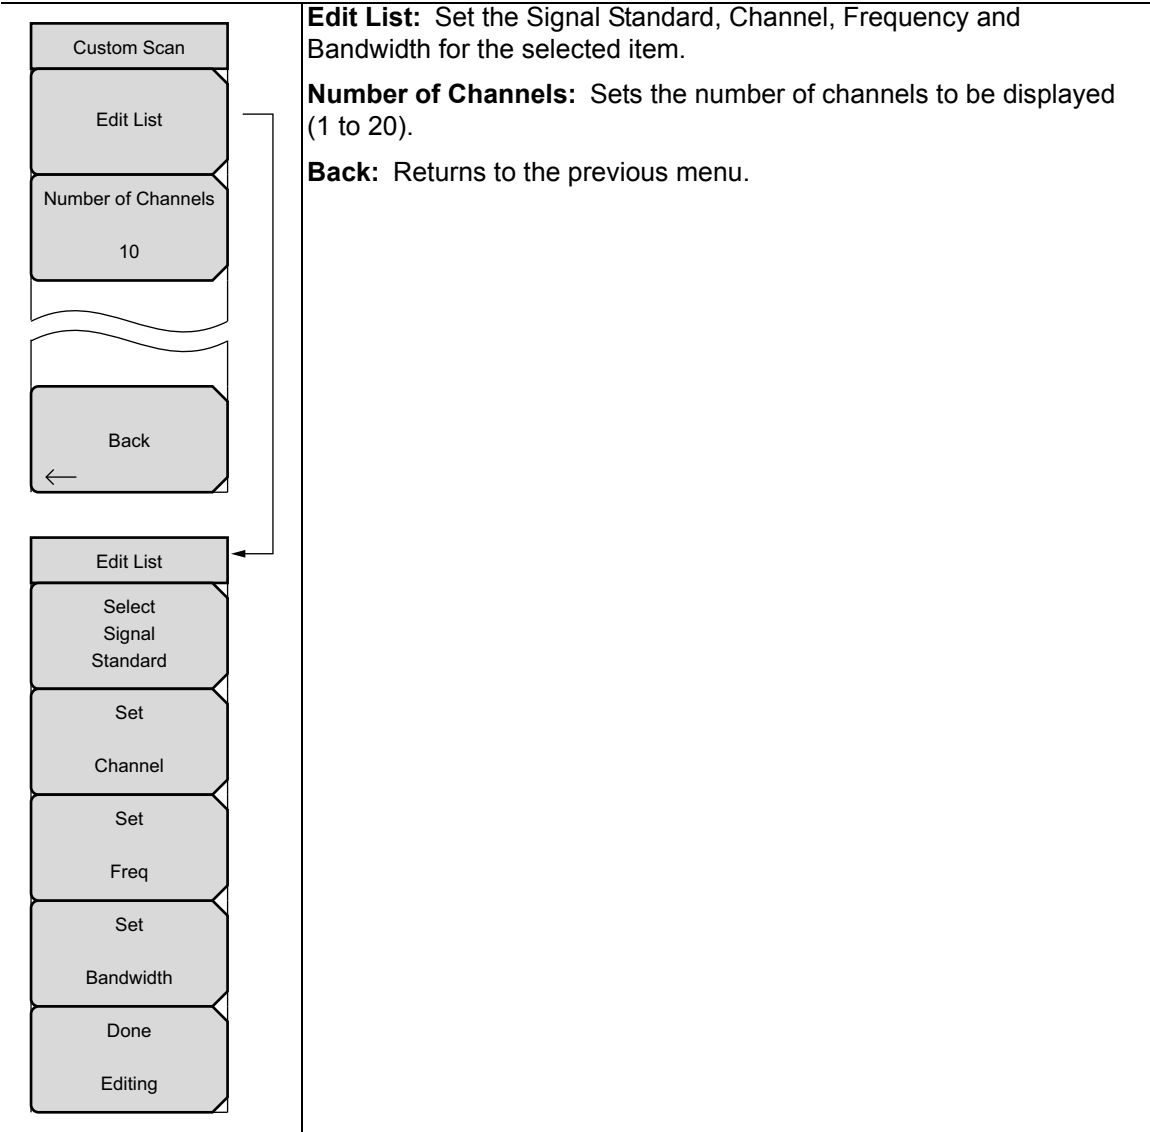 Custom Scan
Edit List
Number of Channels
10
Back
Edit List
Select
Signal
Standard
Set
Channel
Set
Freq
Set
Bandwidth
Done
Editing
Edit List: Set the Signal Standard, Channel, Frequency and
Bandwidth for the selected item.
Number of Channels: Sets the number of channels to be displayed
(1 to 20).
Back: Returns to the previous menu.